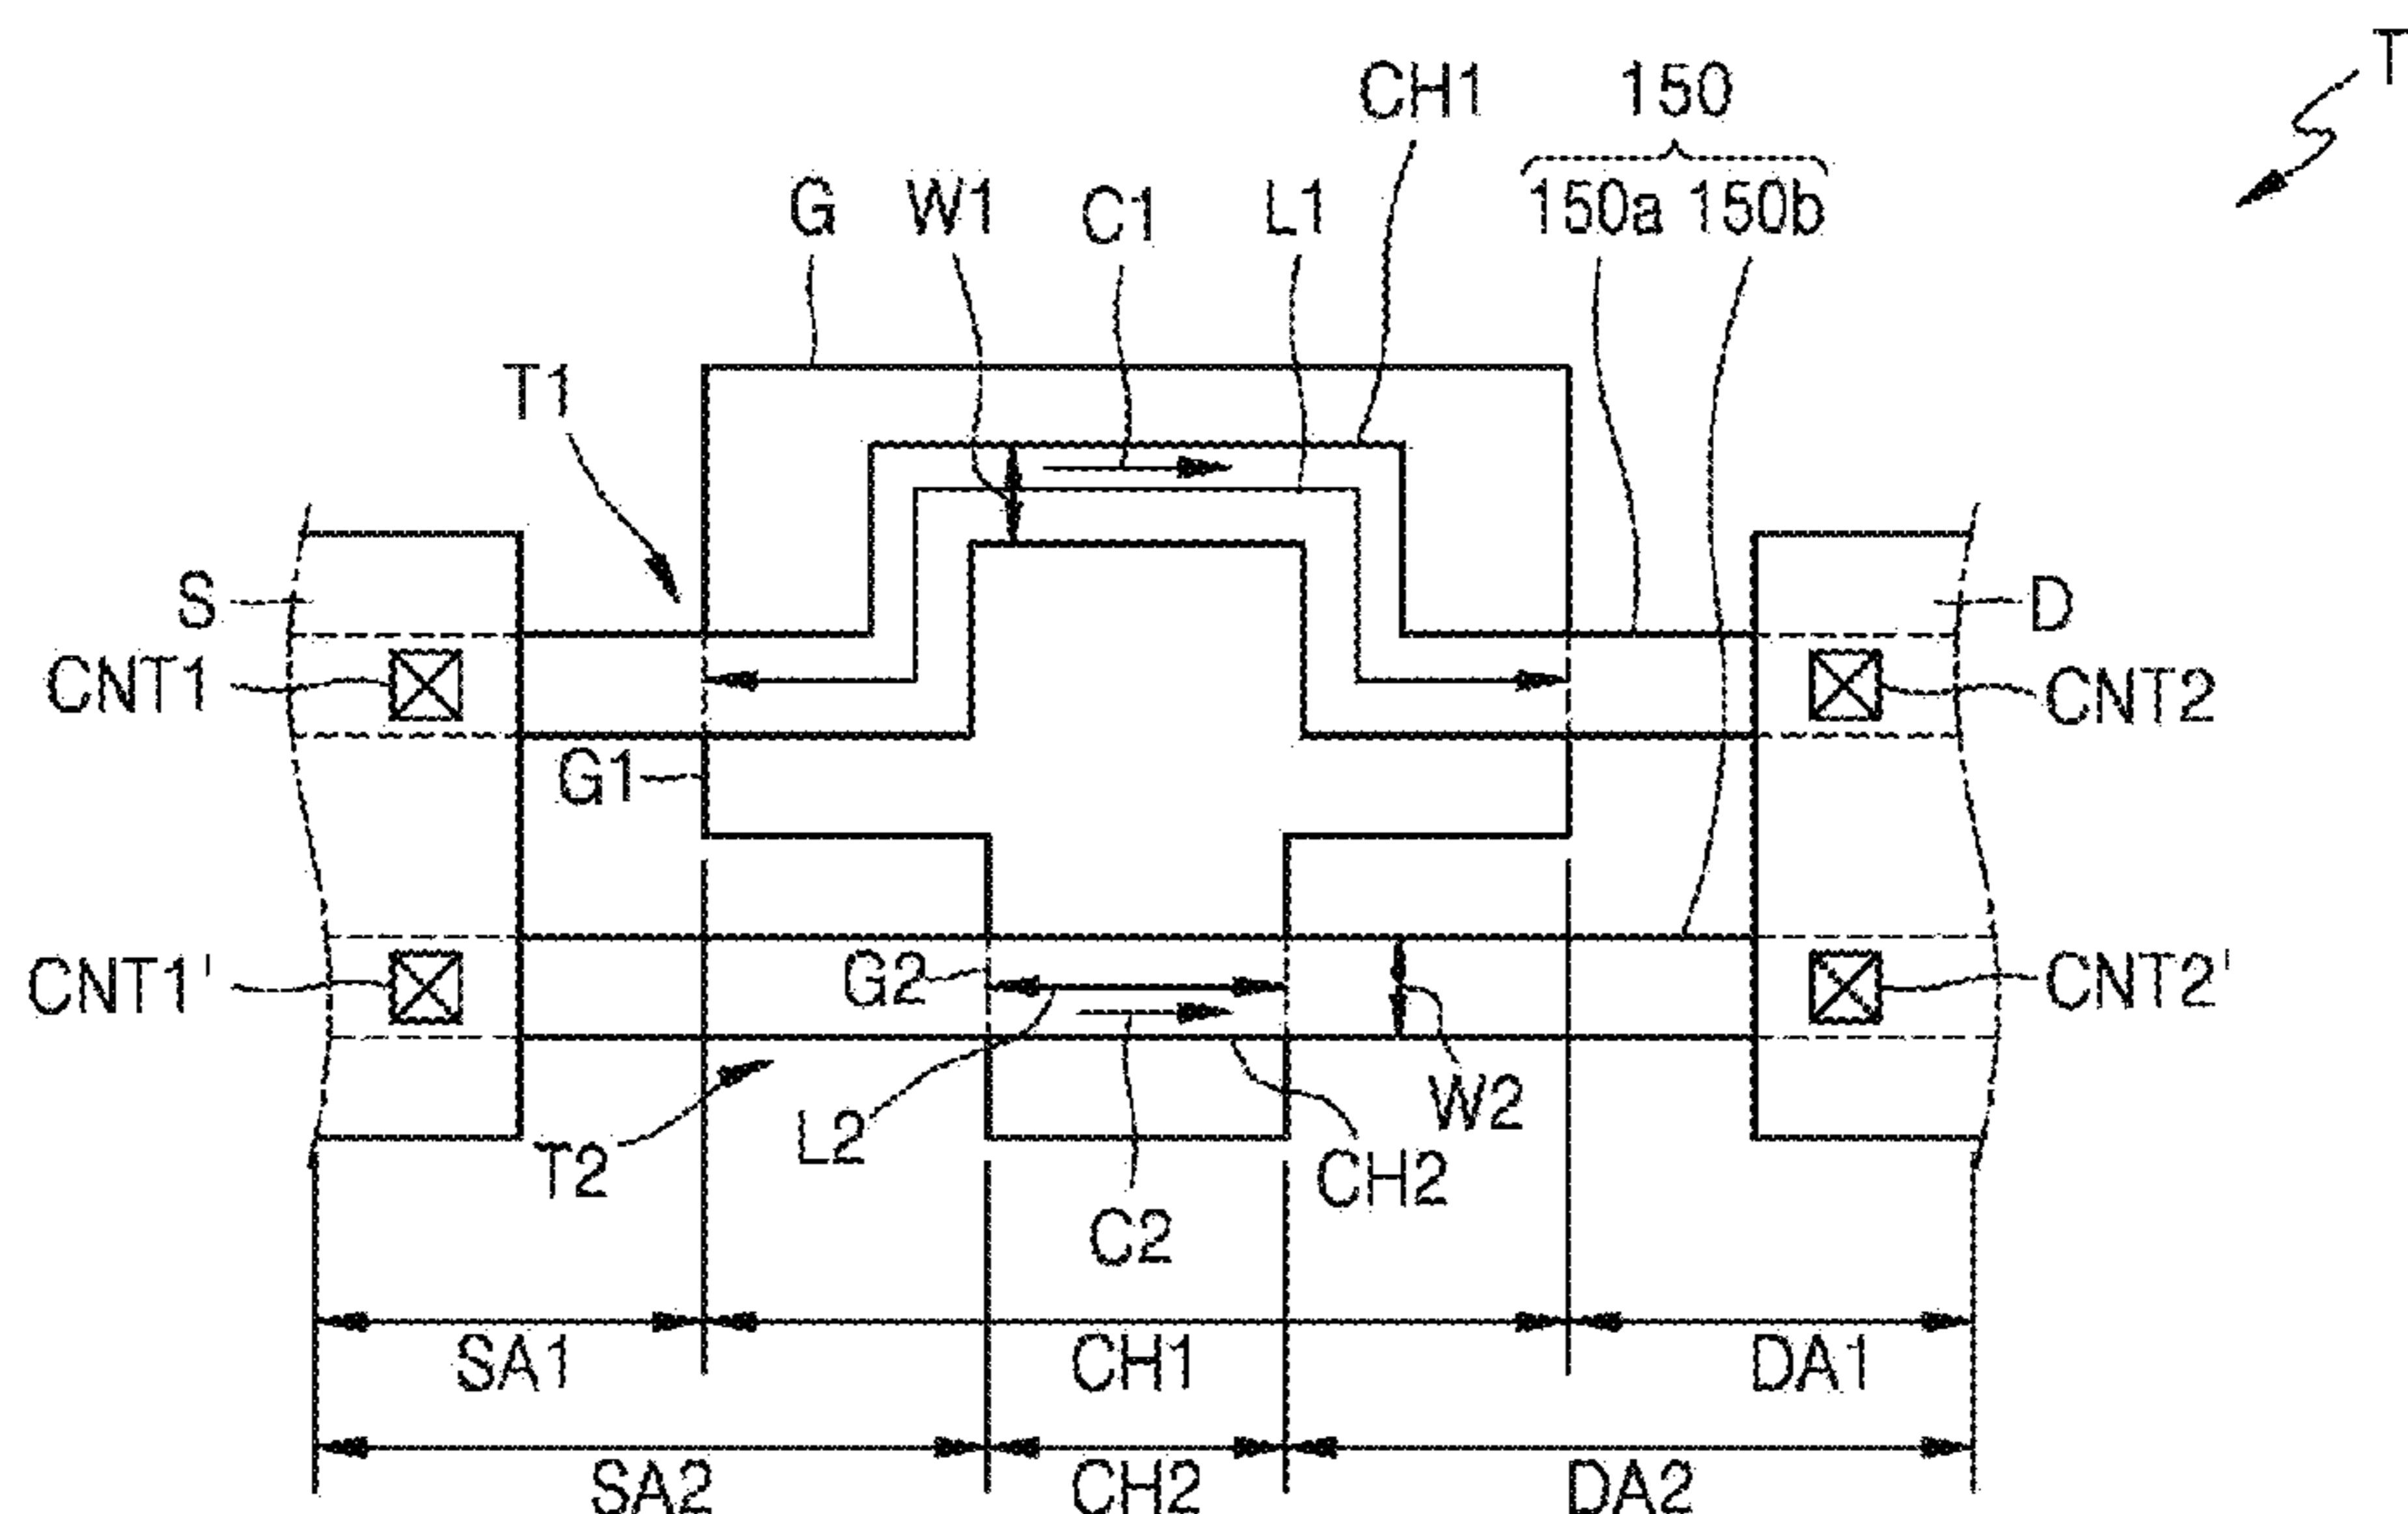 T
CH1 150
G W1 C1 L1 150a 150b
T1
S D
CNT1 CNT2
G1
CNT1' G2 CNT2'
T2 L2 W2
CH2
C2
SA1 CH1 DA1
SA2 CH2 DA2